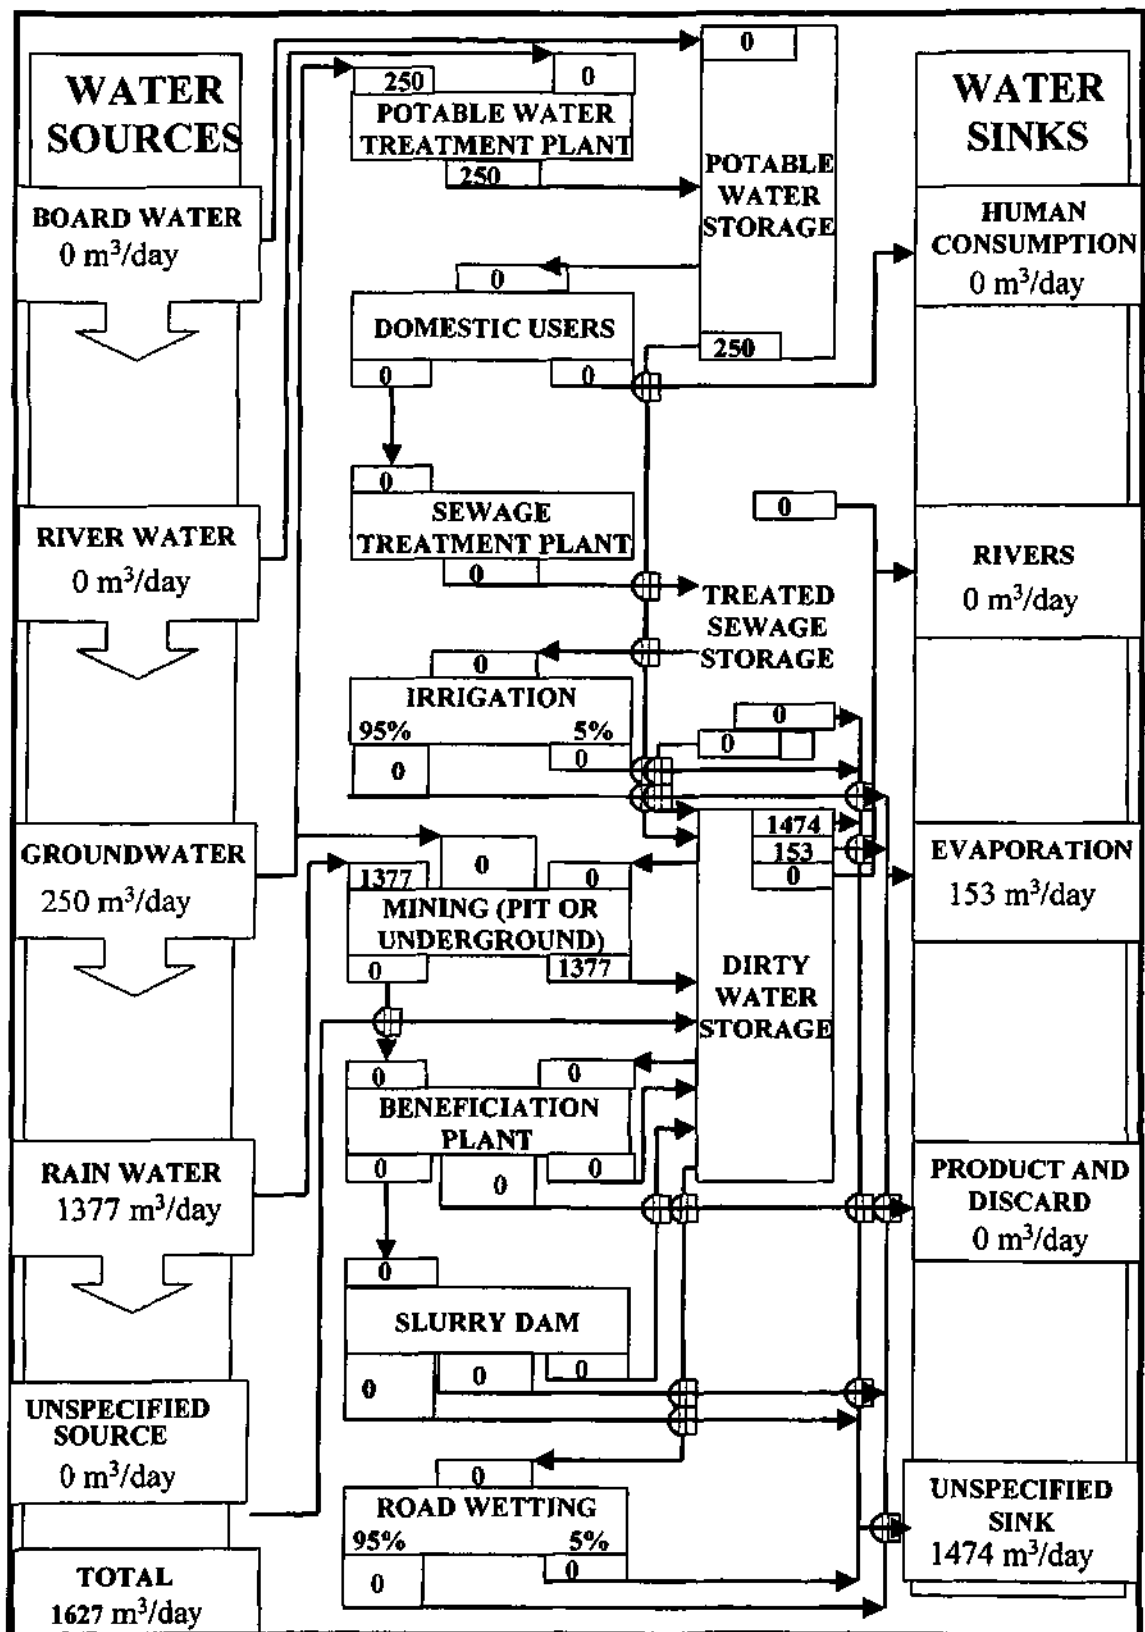 WATER
SOURCES
BOARD WATER
0 m³/day
RIVER WATER
0 m³/day
GROUNDWATER
250 m³/day
RAIN WATER
1377 m³/day
UNSPECIFIED
SOURCE
0 m³/day
TOTAL
1627 m³/day
250
0
POTABLE WATER
TREATMENT PLANT
250
0
DOMESTIC USERS
0
0
0
SEWAGE
TREATMENT PLANT
0
0
IRRIGATION
95%
5%
0
0
1377
0
0
MINING (PIT OR
UNDERGROUND)
0
1377
0
0
BENEFICIATION
PLANT
0
0
0
0
SLURRY DAM
0
0
0
0
ROAD WETTING
95%
5%
0
0
0
POTABLE
WATER
STORAGE
250
0
TREATED
SEWAGE
STORAGE
0
0
1474
153
0
DIRTY
WATER
STORAGE
WATER
SINKS
HUMAN
CONSUMPTION
0 m³/day
RIVERS
0 m³/day
EVAPORATION
153 m³/day
PRODUCT AND
DISCARD
0 m³/day
UNSPECIFIED
SINK
1474 m³/day